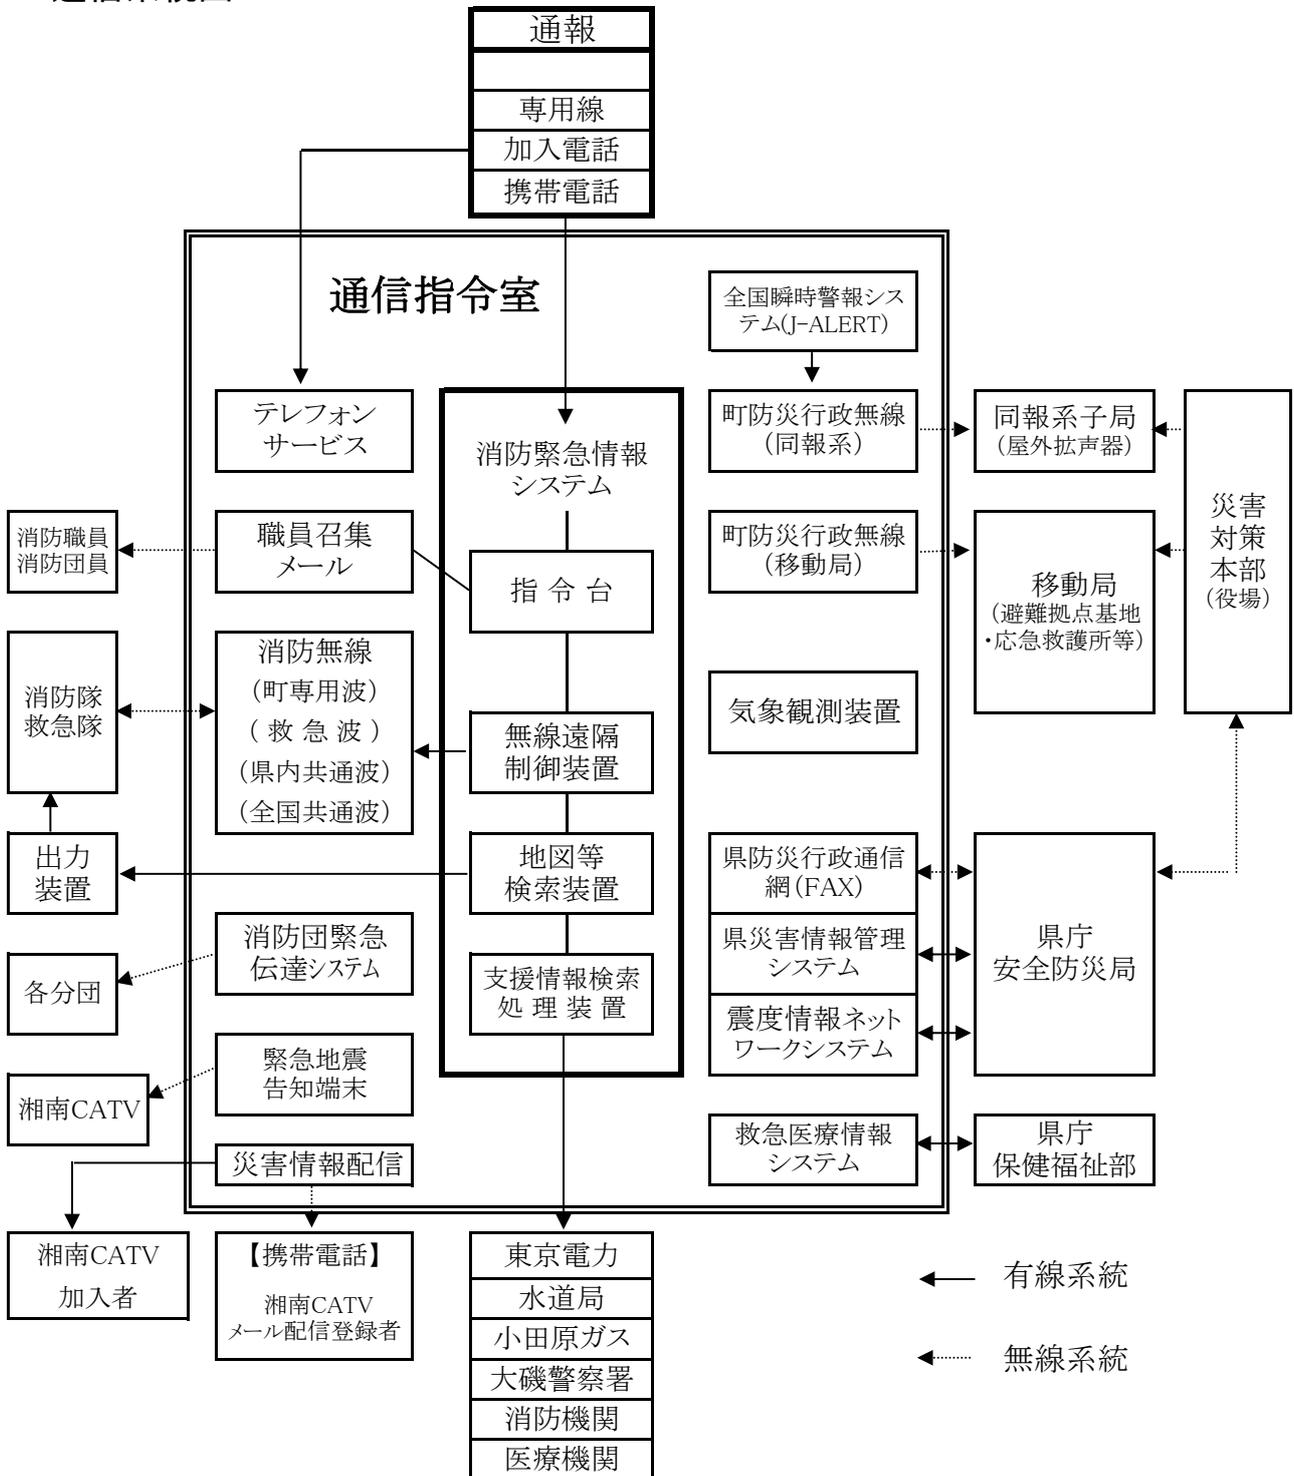 通報
専用線
加入電話
携帯電話
通信指令室
全国瞬時警報シス
テム(J-ALERT)
テレフォン
サービス
消防緊急情報
システム
町防災行政無線
(同報系)
同報系子局
(屋外拡声器)
災害
対策
本部
(役場)
消防職員
消防団員
職員召集
メール
指令台
町防災行政無線
(移動局)
移動局
(避難拠点基地
・応急救護所等)
消防隊
救急隊
消防無線
(町専用波)
(救急波)
(県内共通波)
(全国共通波)
無線遠隔
制御装置
気象観測装置
出力
装置
地図等
検索装置
県防災行政通信
網(FAX)
県災害情報管理
システム
震度情報ネット
ワークシステム
県庁
安全防災局
各分団
消防団緊急
伝達システム
支援情報検索
処理装置
湘南CATV
緊急地震
告知端末
災害情報配信
救急医療情報
システム
県庁
保健福祉部
湘南CATV
加入者
【携帯電話】
湘南CATV
メール配信登録者
東京電力
水道局
小田原ガス
大磯警察署
消防機関
医療機関
有線系統
無線系統